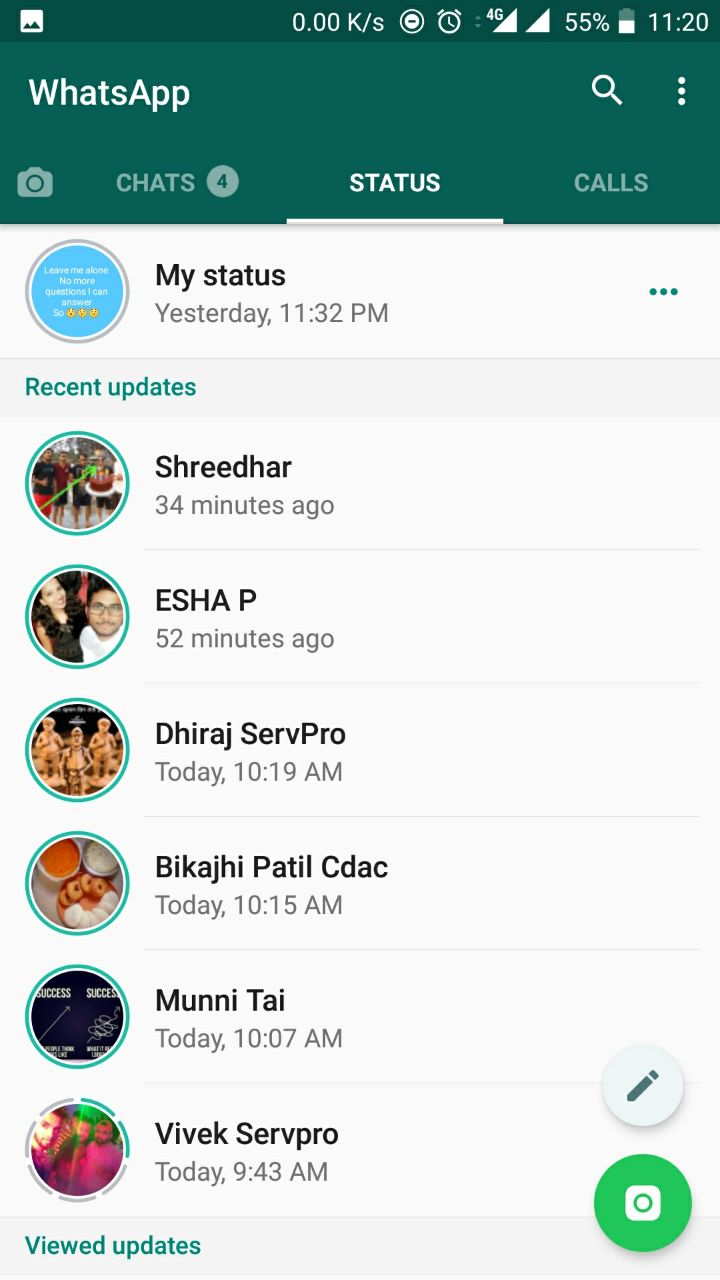 0.00 K/s 4G 55% 11:20
WhatsApp
CHATS 4 STATUS CALLS
Leave me alone
No more
questions I can
answer
So 😲😲😲
My status
Yesterday, 11:32 PM
Recent updates
Shreedhar
34 minutes ago
ESHA P
52 minutes ago
Dhiraj ServPro
Today, 10:19 AM
Bikajhi Patil Cdac
Today, 10:15 AM
SUCCESS SUCCESS
PEOPLE THINK
Munni Tai
Today, 10:07 AM
Vivek Servpro
Today, 9:43 AM
Viewed updates